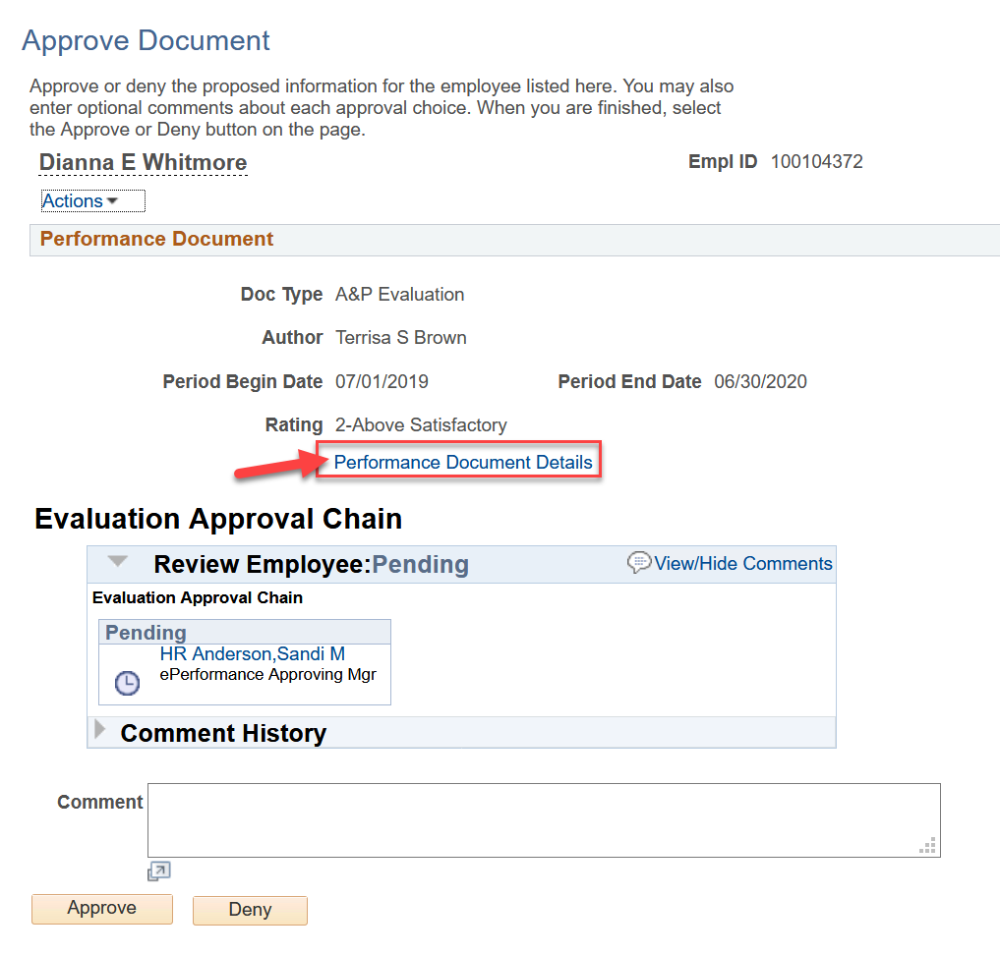 Approve Document
Approve or deny the proposed information for the employee listed here. You may also
enter optional comments about each approval choice. When you are finished, select
the Approve or Deny button on the page.
Dianna E Whitmore Empl ID 100104372
Actions
Performance Document
Doc Type A&P Evaluation
Author Terrisa S Brown
Period Begin Date 07/01/2019 Period End Date 06/30/2020
Rating 2-Above Satisfactory
Performance Document Details
Evaluation Approval Chain
Review Employee:Pending View/Hide Comments
Evaluation Approval Chain
Pending
HR Anderson,Sandi M
ePerformance Approving Mgr
Comment History
Comment
Approve Deny